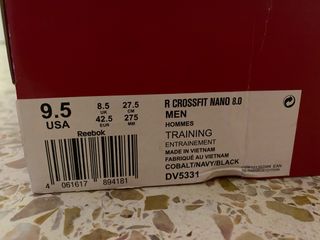 9.5
USA
8.5
UK
42.5
EUR
27.5
CM
275
MM
Reebok
4 061617 894181
R CROSSFIT NANO 8.0
MEN
HOMMES
TRAINING
ENTRAINEMENT
MADE IN VIETNAM
FABRIQUÉ AU VIETNAM
COBALT/NAVY/BLACK
DV5331
EAN